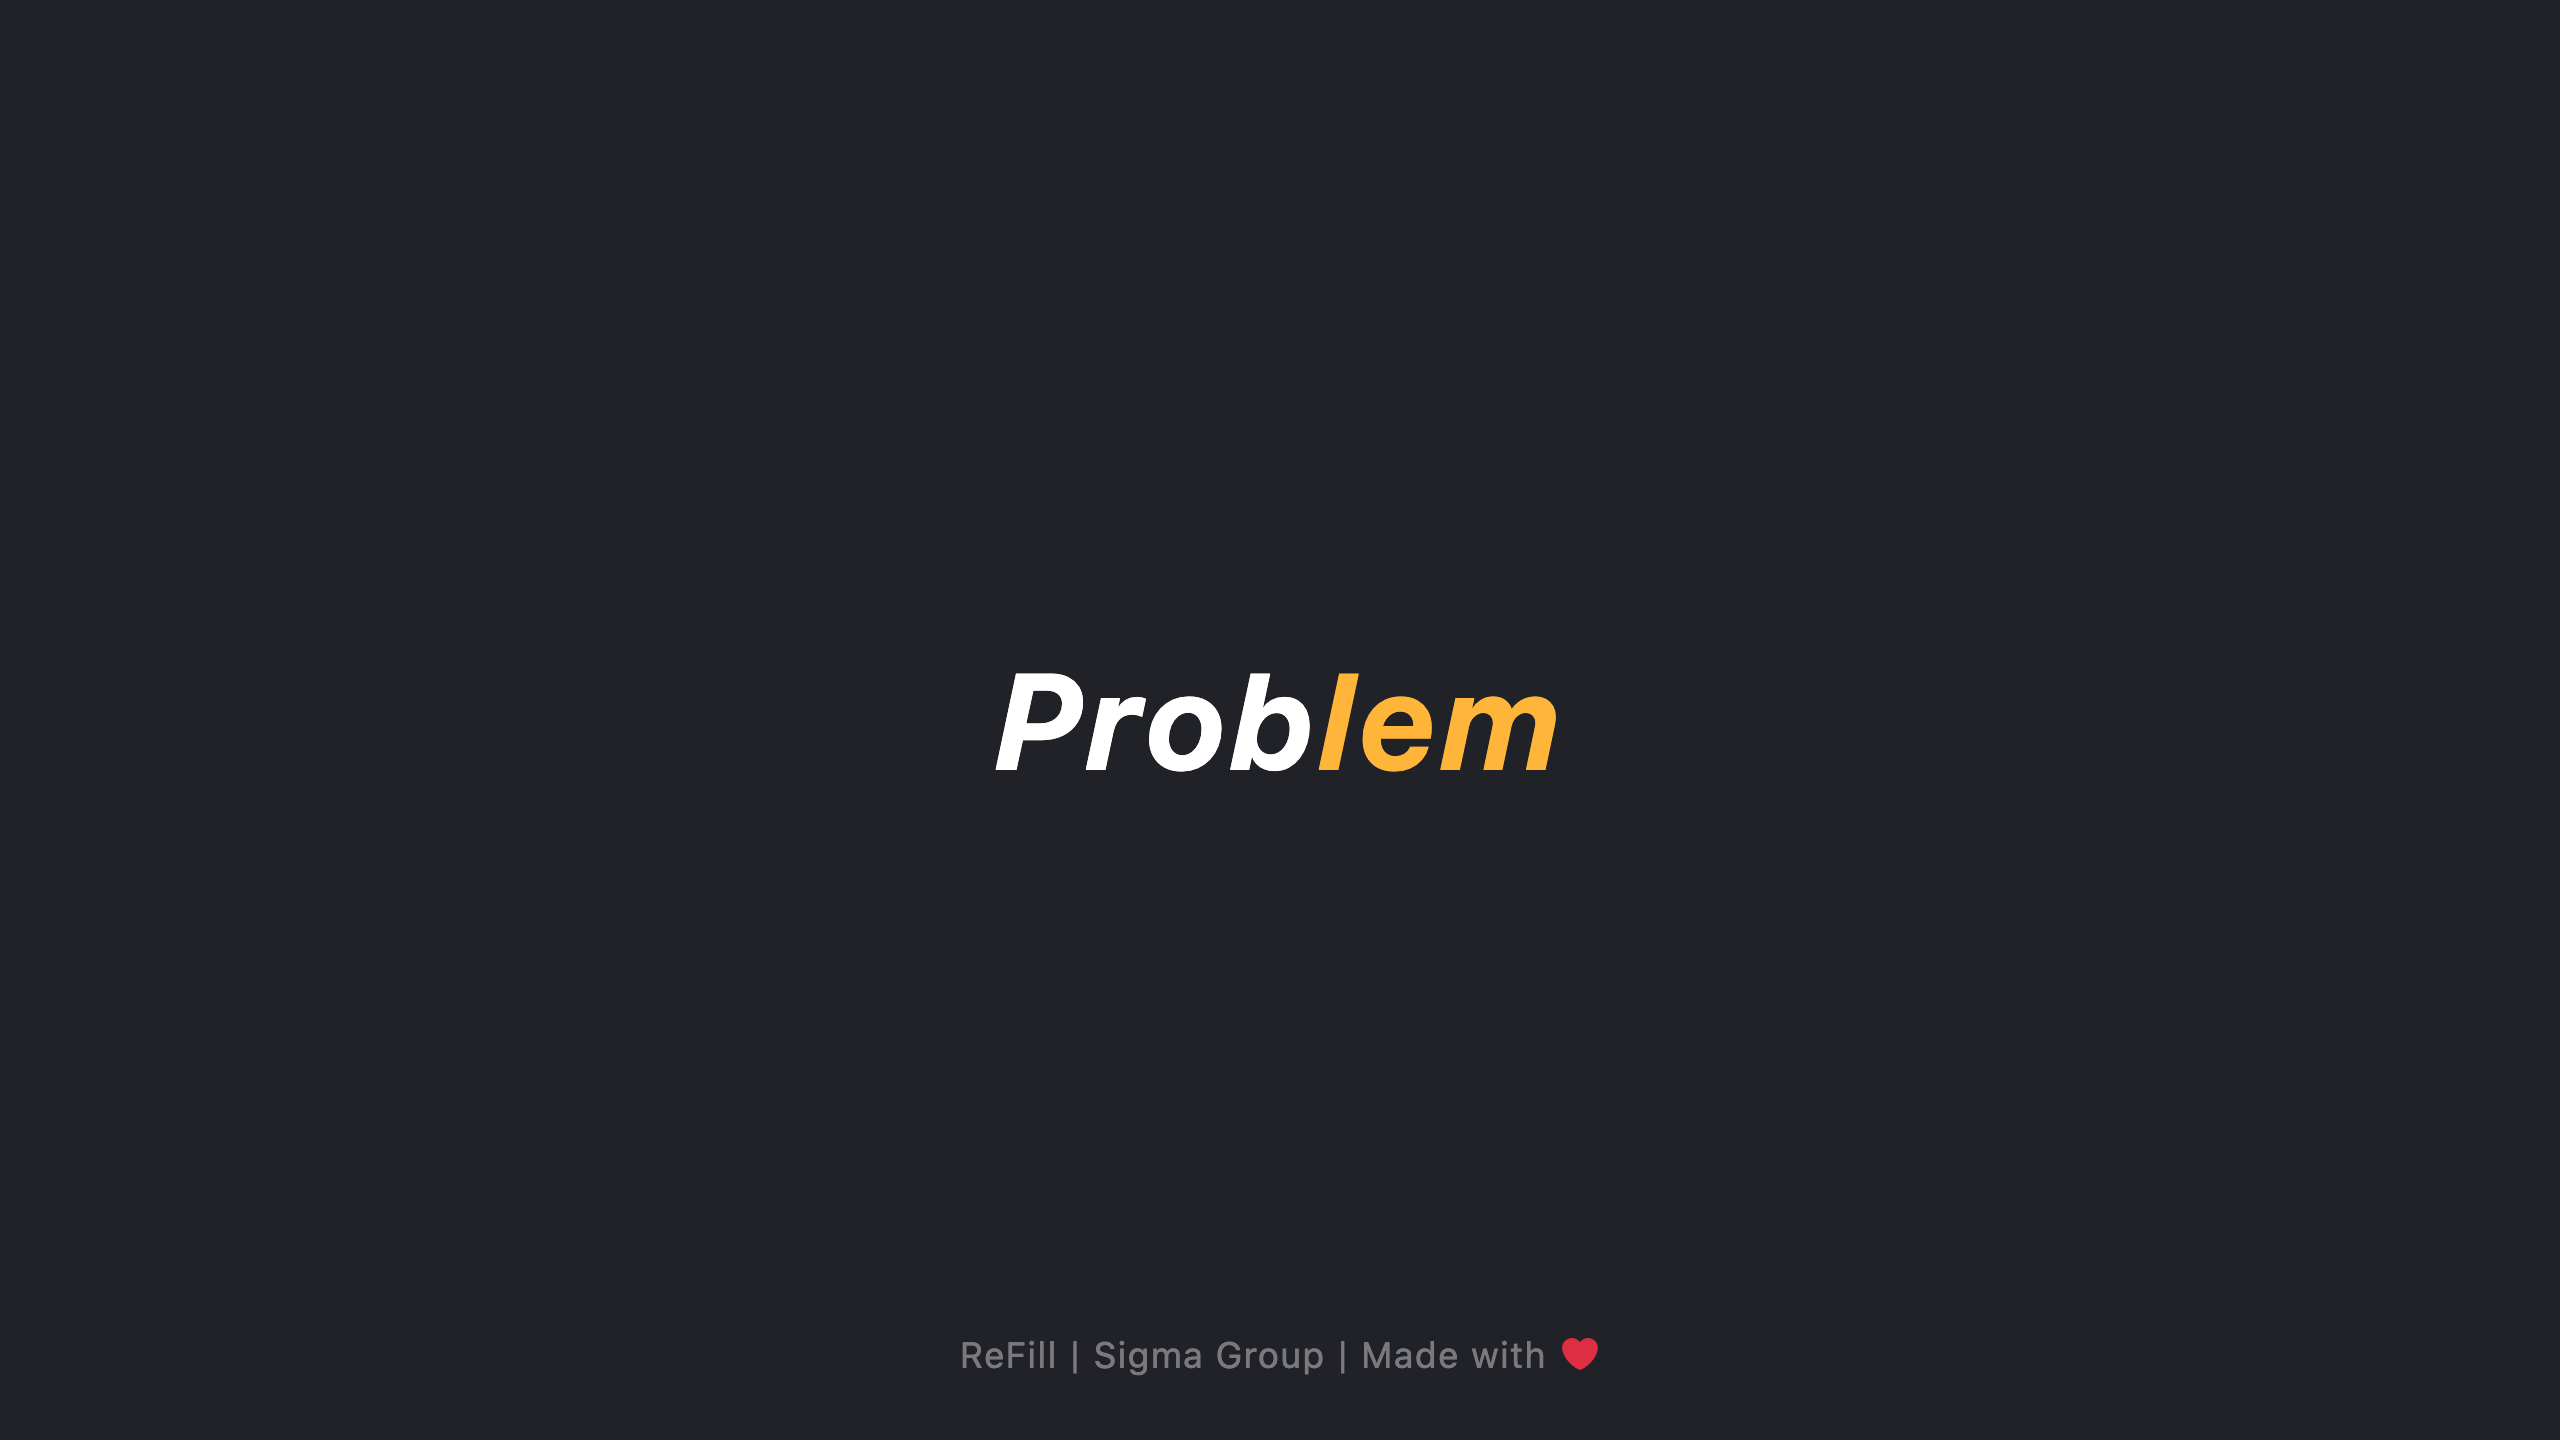 Problem
ReFill | Sigma Group | Made with ❤️